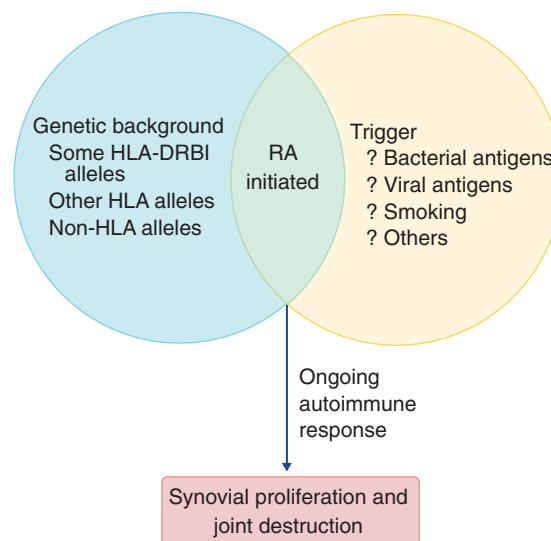 Genetic background
Some HLA-DRBI
alleles
Other HLA alleles
Non-HLA alleles
RA
initiated
Trigger
? Bacterial antigens
? Viral antigens
? Smoking
? Others
Ongoing
autoimmune
response
Synovial proliferation and
joint destruction